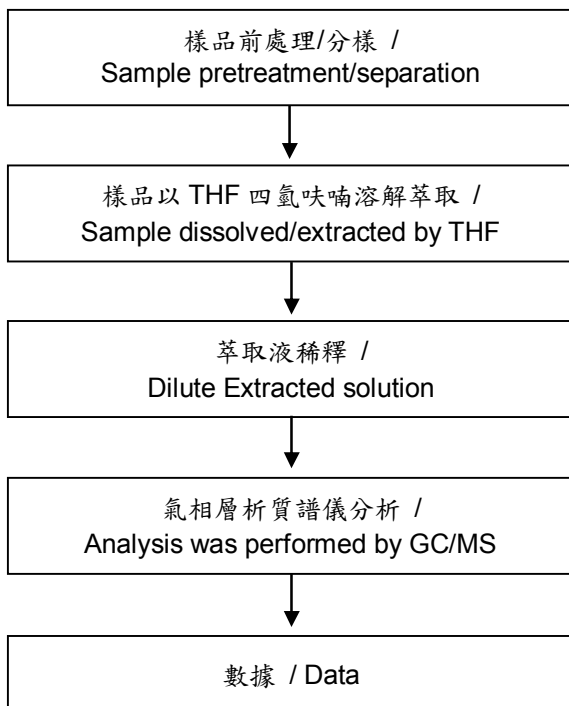 樣品前處理/分樣 /
Sample pretreatment/separation
樣品以 THF 四氫呋喃溶解萃取 /
Sample dissolved/extracted by THF
萃取液稀釋 /
Dilute Extracted solution
氣相層析質譜儀分析 /
Analysis was performed by GC/MS
數據 / Data